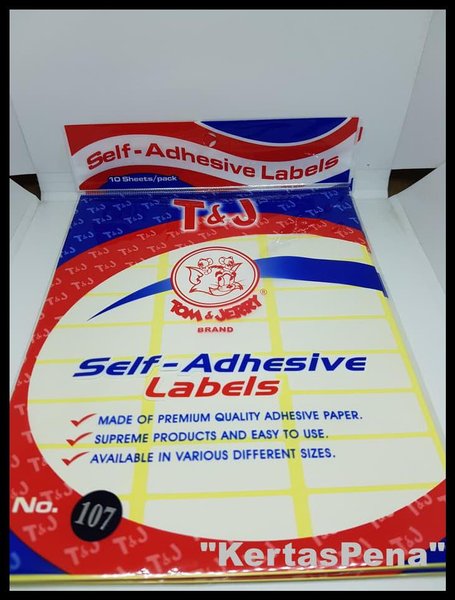 Self-Adhesive Labels
10 Sheets/pack
T&J
TOM & JERRY ®
BRAND
Self-Adhesive
Labels
✓ MADE OF PREMIUM QUALITY ADHESIVE PAPER.
✓ SUPREME PRODUCTS AND EASY TO USE.
✓ AVAILABLE IN VARIOUS DIFFERENT SIZES.
No. 107
T&J
T&J
"KertasPena"